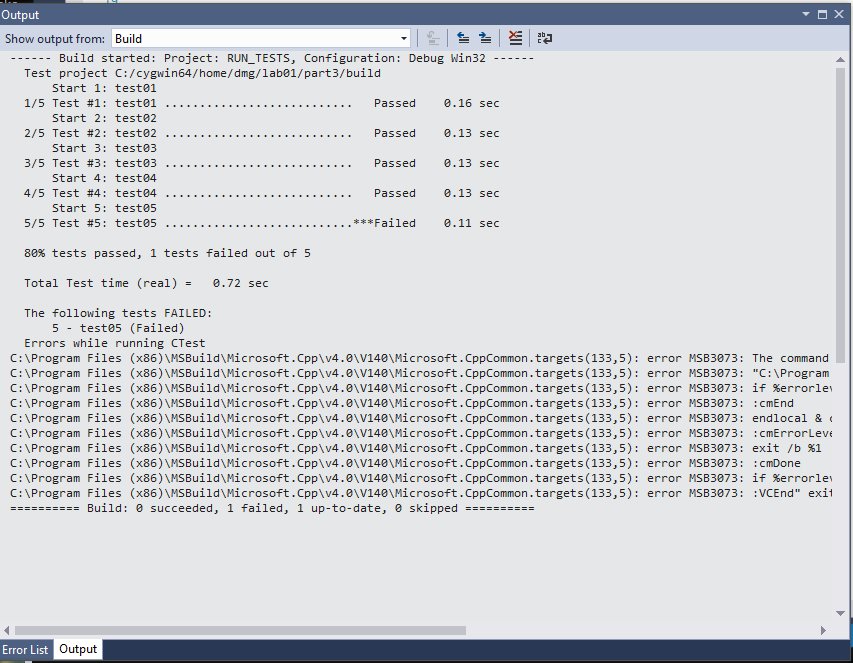 Output
Show output from: Build
------ Build started: Project: RUN_TESTS, Configuration: Debug Win32 ------
Test project C:/cygwin64/home/dmg/lab01/part3/build
Start 1: test01
1/5 Test #1: test01 ........................... Passed 0.16 sec
Start 2: test02
2/5 Test #2: test02 ........................... Passed 0.13 sec
Start 3: test03
3/5 Test #3: test03 ........................... Passed 0.13 sec
Start 4: test04
4/5 Test #4: test04 ........................... Passed 0.13 sec
Start 5: test05
5/5 Test #5: test05 ...........................***Failed 0.11 sec
80% tests passed, 1 tests failed out of 5
Total Test time (real) = 0.72 sec
The following tests FAILED:
5 - test05 (Failed)
Errors while running CTest
C:\Program Files (x86)\MSBuild\Microsoft.Cpp\v4.0\V140\Microsoft.CppCommon.targets(133,5): error MSB3073: The command
C:\Program Files (x86)\MSBuild\Microsoft.Cpp\v4.0\V140\Microsoft.CppCommon.targets(133,5): error MSB3073: "C:\Program
C:\Program Files (x86)\MSBuild\Microsoft.Cpp\v4.0\V140\Microsoft.CppCommon.targets(133,5): error MSB3073: if %errorlev
C:\Program Files (x86)\MSBuild\Microsoft.Cpp\v4.0\V140\Microsoft.CppCommon.targets(133,5): error MSB3073: :cmEnd
C:\Program Files (x86)\MSBuild\Microsoft.Cpp\v4.0\V140\Microsoft.CppCommon.targets(133,5): error MSB3073: endlocal &
C:\Program Files (x86)\MSBuild\Microsoft.Cpp\v4.0\V140\Microsoft.CppCommon.targets(133,5): error MSB3073: :cmErrorLeve
C:\Program Files (x86)\MSBuild\Microsoft.Cpp\v4.0\V140\Microsoft.CppCommon.targets(133,5): error MSB3073: exit /b %1
C:\Program Files (x86)\MSBuild\Microsoft.Cpp\v4.0\V140\Microsoft.CppCommon.targets(133,5): error MSB3073: :cmDone
C:\Program Files (x86)\MSBuild\Microsoft.Cpp\v4.0\V140\Microsoft.CppCommon.targets(133,5): error MSB3073: if %errorlev
C:\Program Files (x86)\MSBuild\Microsoft.Cpp\v4.0\V140\Microsoft.CppCommon.targets(133,5): error MSB3073: :VCEnd" exit
========== Build: 0 succeeded, 1 failed, 1 up-to-date, 0 skipped ==========
Error List Output